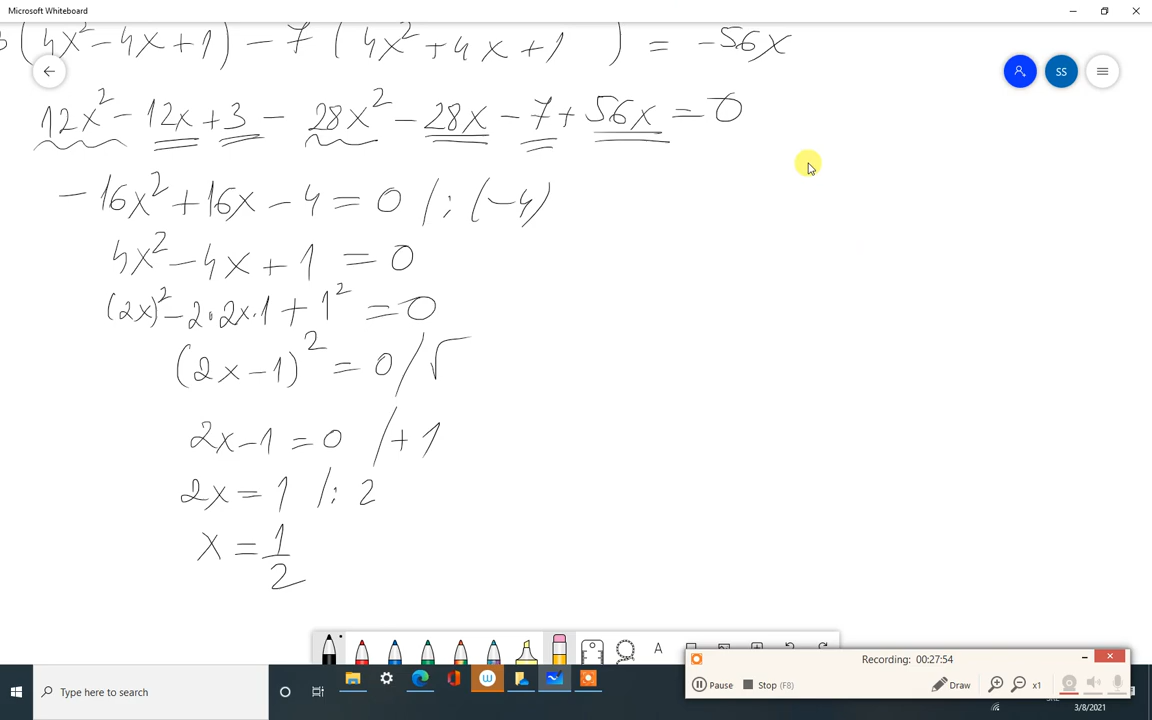 Microsoft Whiteboard
(4x²-4x+1) - 7 (4x²+4x+1 ) = -56x
SS
12x² - 12x + 3 - 28x² - 28x - 7 + 56x = 0
-16x² + 16x - 4 = 0 /: (-4)
4x² - 4x + 1 = 0
(2x)² - 2·2x·1 + 1² = 0
(2x-1)² = 0 /√
2x-1 = 0 /+1
2x = 1 /: 2
x = 1/2
A
Recording: 00:27:54
Pause
Stop (F8)
Draw
x1
Type here to search
3/8/2021